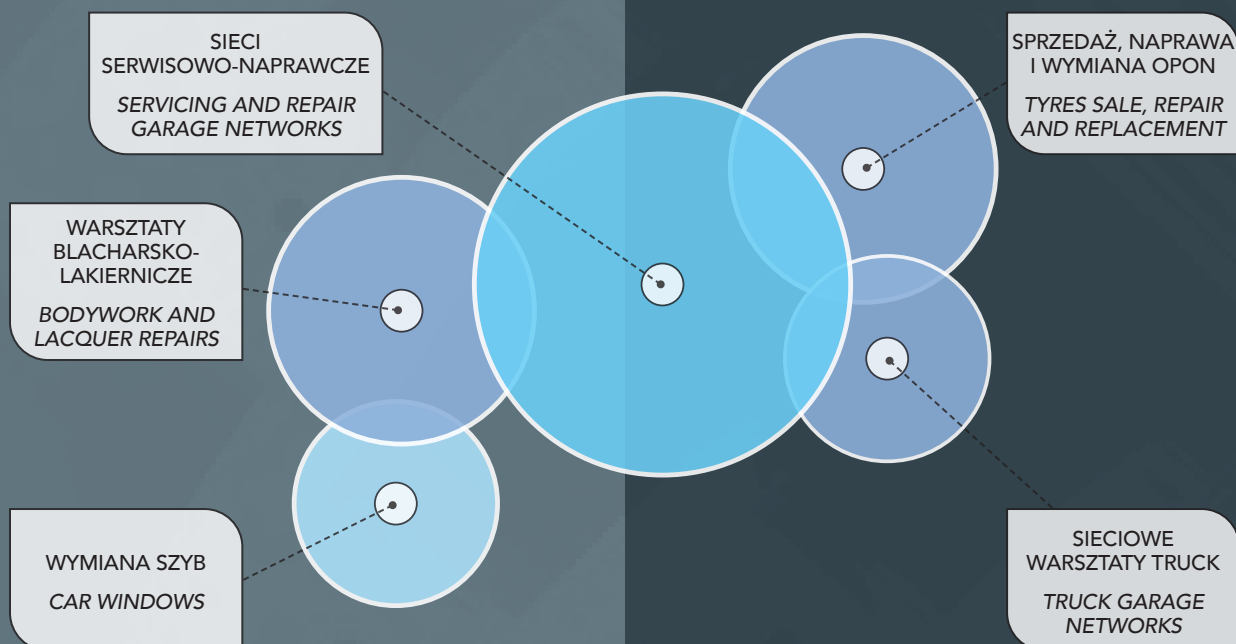 SIECI
SERWISOWO-NAPRAWCZE
SERVICING AND REPAIR
GARAGE NETWORKS
SPRZEDAŻ, NAPRAWA
I WYMIANA OPON
TYRES SALE, REPAIR
AND REPLACEMENT
WARSZTATY
BLACHARSKO-
LAKIERNICZE
BODYWORK AND
LACQUER REPAIRS
WYMIANA SZYB
CAR WINDOWS
SIECIOWE
WARSZTATY TRUCK
TRUCK GARAGE
NETWORKS